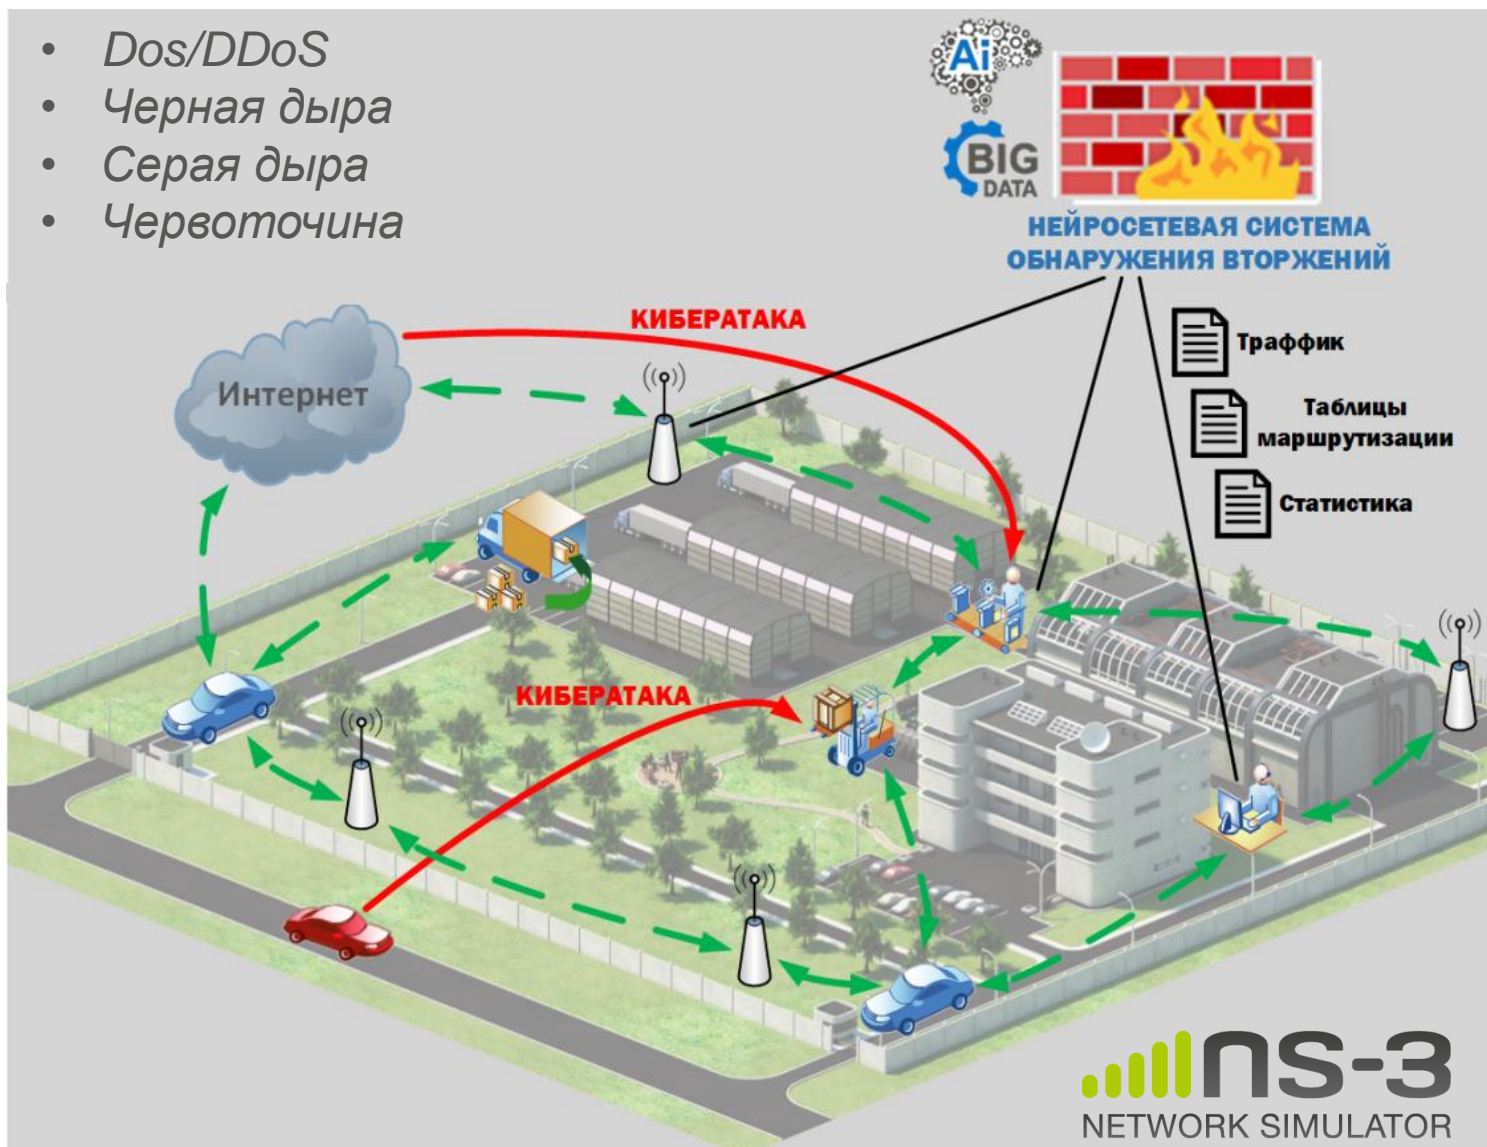 • Dos/DDoS
• Черная дыра
• Серая дыра
• Червоточина
Ai
BIG
DATA
НЕЙРОСЕТЕВАЯ СИСТЕМА
ОБНАРУЖЕНИЯ ВТОРЖЕНИЙ
КИБЕРАТАКА
Траффик
Интернет
Таблицы
маршрутизации
Статистика
КИБЕРАТАКА
ns-3
NETWORK SIMULATOR